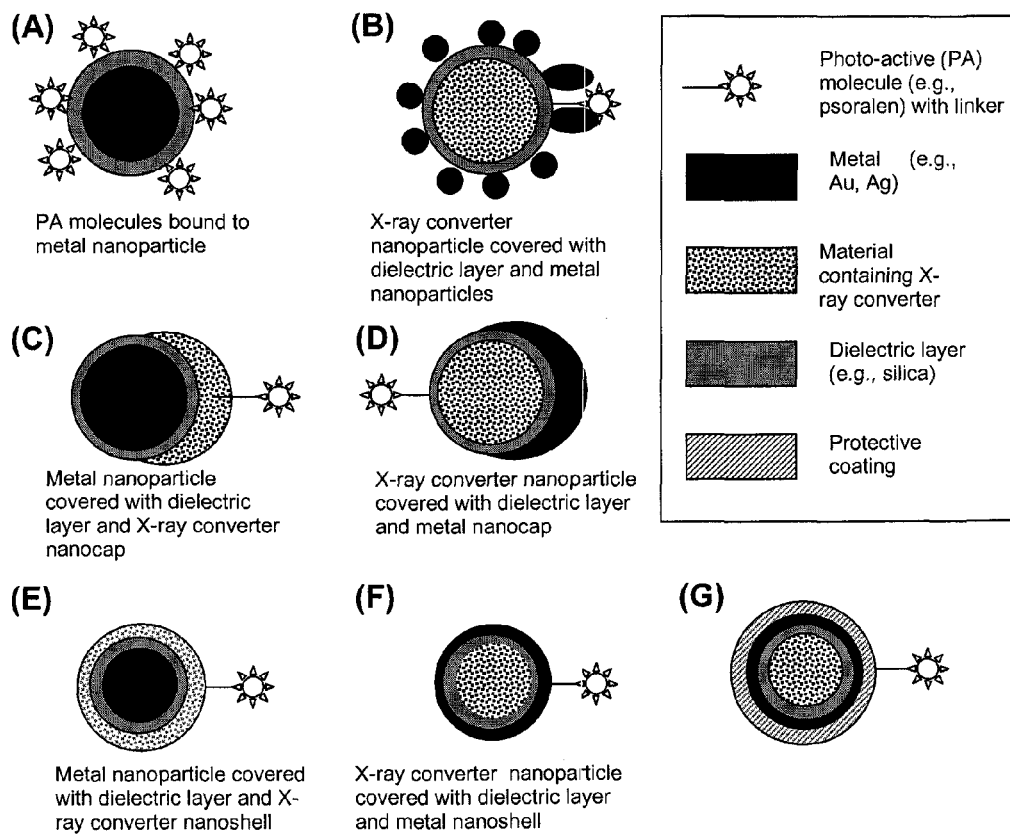 (A)
PA molecules bound to
metal nanoparticle
(B)
X-ray converter
nanoparticle covered with
dielectric layer and metal
nanoparticles
(C)
Metal nanoparticle
covered with dielectric
layer and X-ray converter
nanocap
(D)
X-ray converter nanoparticle
covered with dielectric layer
and metal nanocap
(E)
Metal nanoparticle covered
with dielectric layer and X-
ray converter nanoshell
(F)
X-ray converter nanoparticle
covered with dielectric layer
and metal nanoshell
(G)
Photo-active (PA)
molecule (e.g.,
psoralen) with linker
Metal (e.g.,
Au, Ag)
Material
containing X-
ray converter
Dielectric layer
(e.g., silica)
Protective
coating